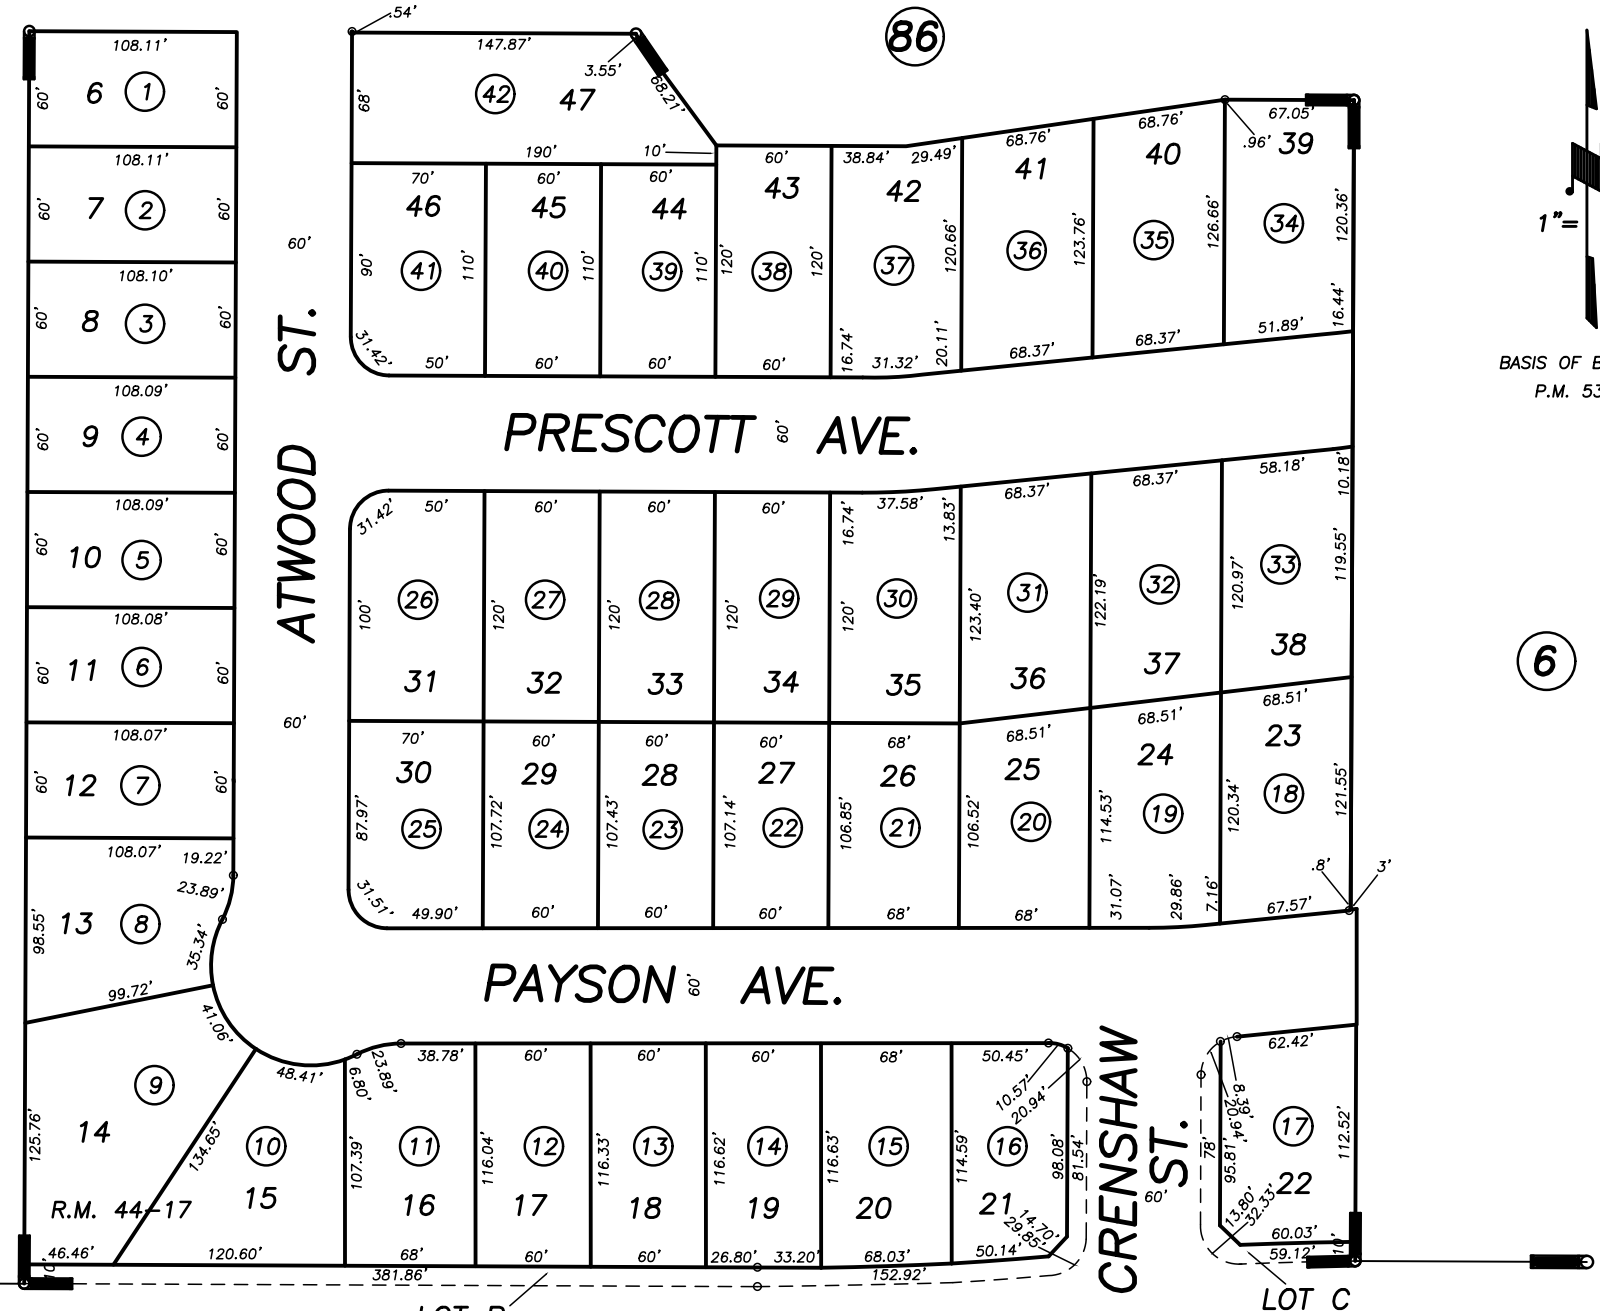 .54'
86
108.11'
147.87'
3.55'
6 1
60' 60'
68'
42 47
68.21'
67.05'
.96' 39
68.76'
68.76'
108.11'
190' 10'
60' 38.84' 29.49'
41 40
7 2
60' 60'
70' 60' 60'
46 45 44 43 42
120.66' 123.76' 126.66' 120.36'
34
1"=
60'
90' 110' 110' 110' 120' 120'
41 40 39 38 37 36 35
108.10'
8 3
60' 60'
16.44'
51.89'
31.42' 50' 60' 60' 60' 16.74' 31.32' 20.11' 68.37' 68.37'
BASIS OF B
P.M. 53
108.09'
9 4
60' 60'
PRESCOTT 60' AVE.
ATWOOD ST.
58.18' 10.18'
108.09'
31.42' 50' 60' 60' 60' 16.74' 37.58' 13.83' 68.37' 68.37'
10 5
60' 60'
100' 120' 120' 120' 120' 123.40' 122.19' 120.97' 119.55'
26 27 28 29 30 31 32 33
108.08'
11 6
60' 60'
31 32 33 34 35 36 37 38
6
60'
108.07'
70' 60' 60' 60' 68' 68.51' 68.51' 68.51'
12 7
60' 60'
30 29 28 27 26 25 24 23
87.97' 107.72' 107.43' 107.14' 106.85' 106.52' 114.53' 120.34' 121.55'
25 24 23 22 21 20 19 18
108.07' 19.22'
23.89'
.8' 3'
31.51' 49.90' 60' 60' 60' 68' 68' 31.07' 29.86' 7.16' 67.57'
13 8
98.55' 35.34'
99.72'
PAYSON 60' AVE.
41.06'
48.41' 6.80' 23.89' 38.78' 60' 60' 60' 68' 50.45'
62.42'
10.57'
20.94'
8.39'
20.94'
9
14
125.76'
134.65'
10 11 12 13 14 15 16 17
107.39' 116.04' 116.33' 116.62' 116.63' 114.59' 98.08' 81.54'
CRENSHAW ST.
60'
78' 95.81' 112.52'
15 16 17 18 19 20 21 22
R.M. 44-17
14.70'
29.85'
13.80'
32.33'
46.46' 120.60' 68' 60' 60' 26.80' 33.20' 68.03' 50.14'
60.03' 10'
59.12'
10'
381.86' 152.92'
LOT C